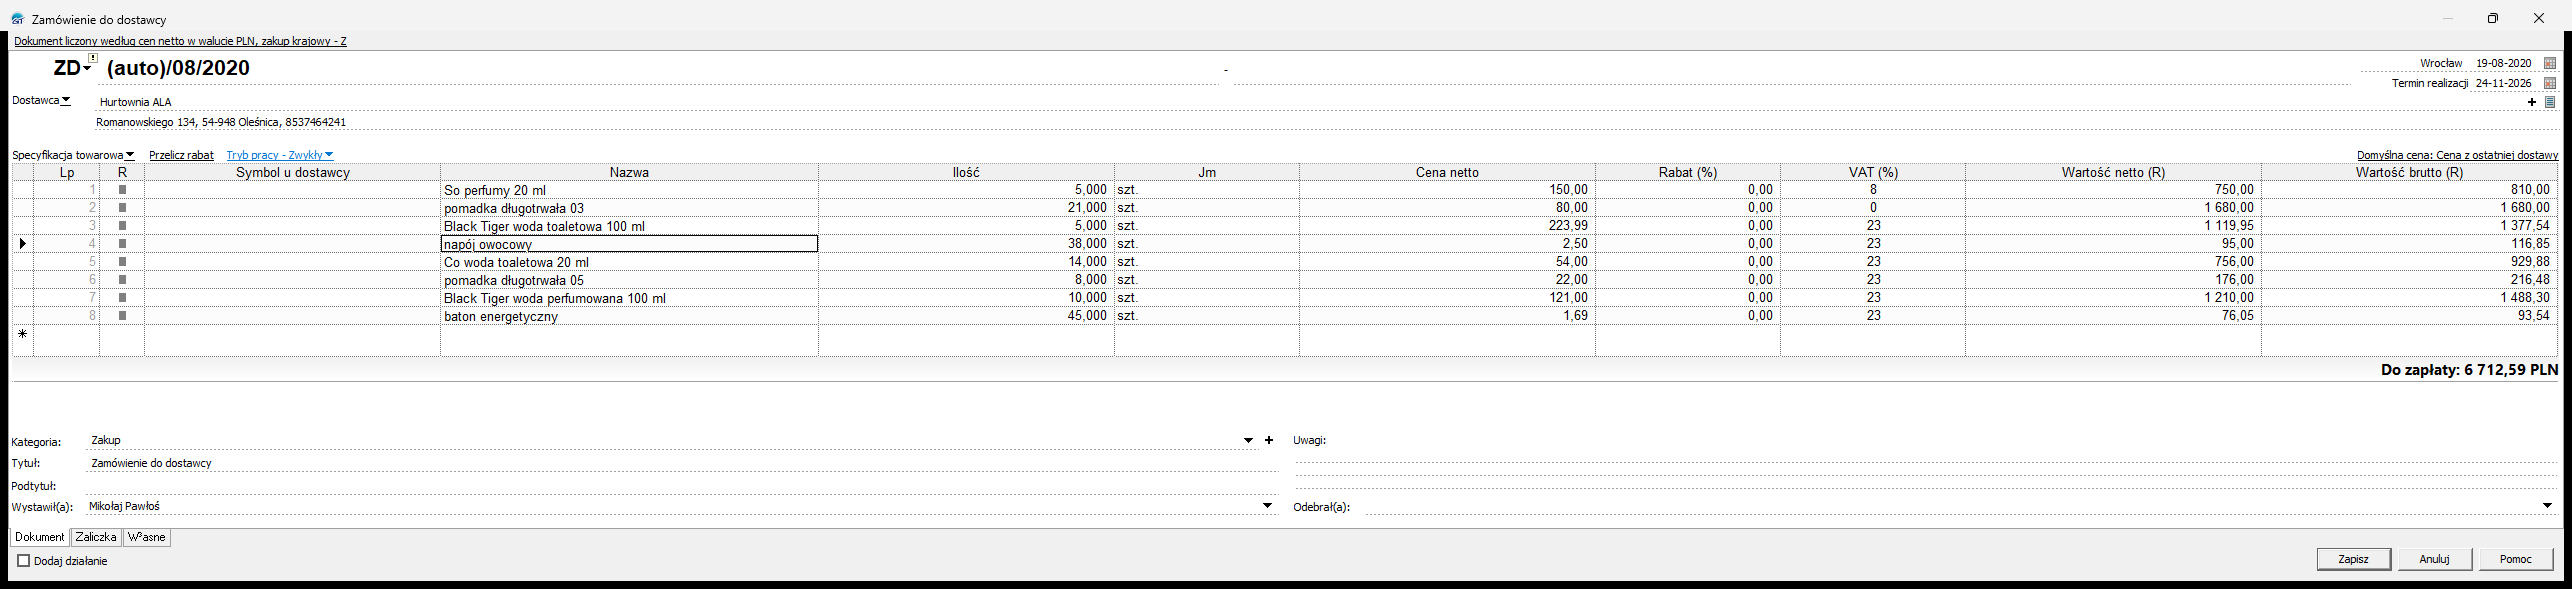 Zamówienie do dostawcy
Dokument liczony według cen netto w walucie PLN, zakup krajowy - Z
ZD (auto)/08/2020 - Wrocław 19-08-2020
Termin realizacji 24-11-2026
Dostawca Hurtownia ALA
Romanowskiego 134, 54-948 Oleśnica, 8537464241
Specyfikacja towarowa Przelicz rabat Tryb pracy - Zwykły Domyślna cena: Cena z ostatniej dostawy
Lp R Symbol u dostawcy Nazwa Ilość Jm Cena netto Rabat (%) VAT (%) Wartość netto (R) Wartość brutto (R)
1 So perfumy 20 ml 5,000 szt. 150,00 0,00 8 750,00 810,00
2 pomadka długotrwała 03 21,000 szt. 80,00 0,00 0 1 680,00 1 680,00
3 Black Tiger woda toaletowa 100 ml 5,000 szt. 223,99 0,00 23 1 119,95 1 377,54
4 napój owocowy 38,000 szt. 2,50 0,00 23 95,00 116,85
5 Co woda toaletowa 20 ml 14,000 szt. 54,00 0,00 23 756,00 929,88
6 pomadka długotrwała 05 8,000 szt. 22,00 0,00 23 176,00 216,48
7 Black Tiger woda perfumowana 100 ml 10,000 szt. 121,00 0,00 23 1 210,00 1 488,30
8 baton energetyczny 45,000 szt. 1,69 0,00 23 76,05 93,54
Do zapłaty: 6 712,59 PLN
Kategoria: Zakup Uwagi:
Tytuł: Zamówienie do dostawcy
Podtytuł:
Wystawił(a): Mikołaj Pawłoś Odebrał(a):
Dokument Zaliczka W³asne
Dodaj działanie Zapisz Anuluj Pomoc